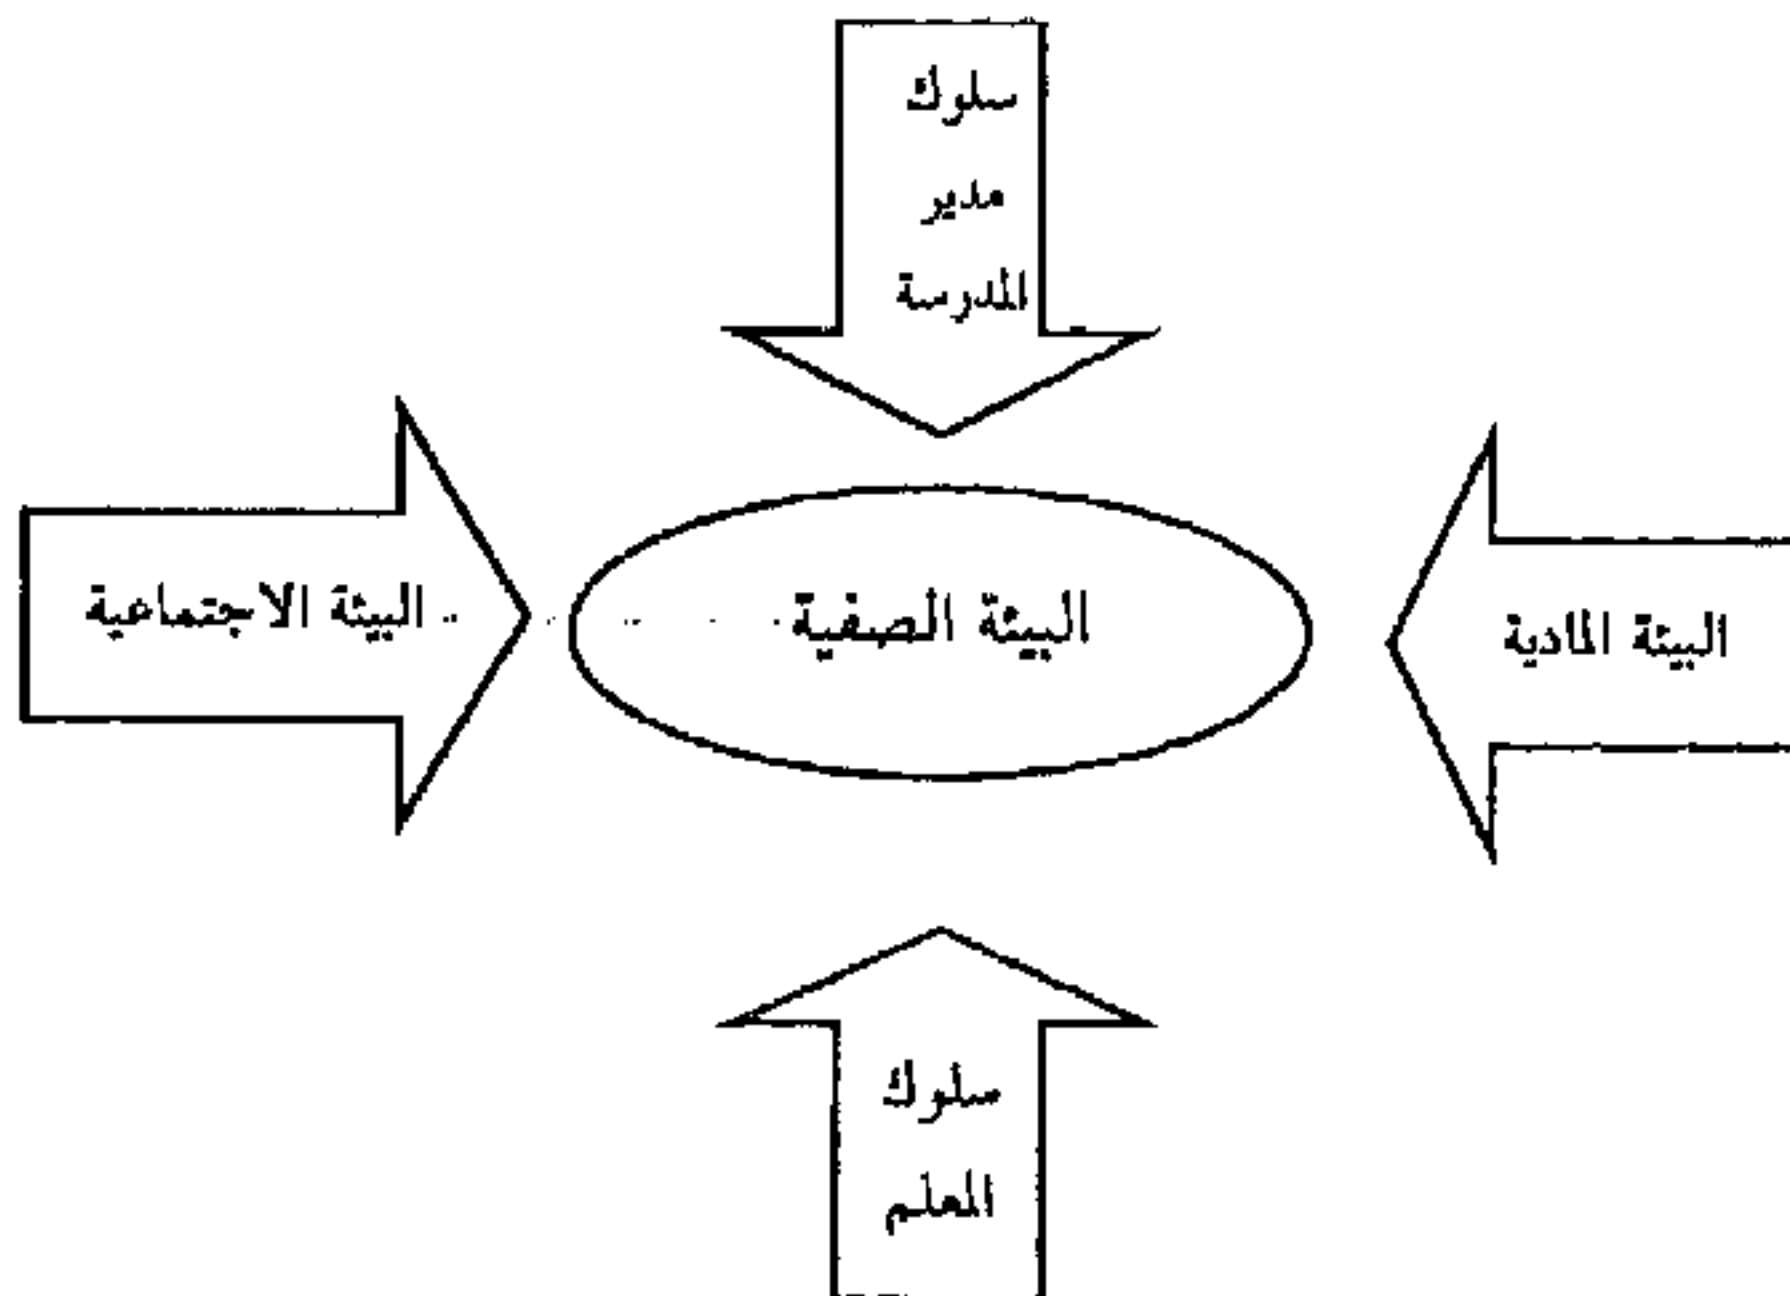 سلوك
مدير
المدرسة
البيئة المادية
البيئة الصفية
البيئة الاجتماعية
سلوك
المعلم